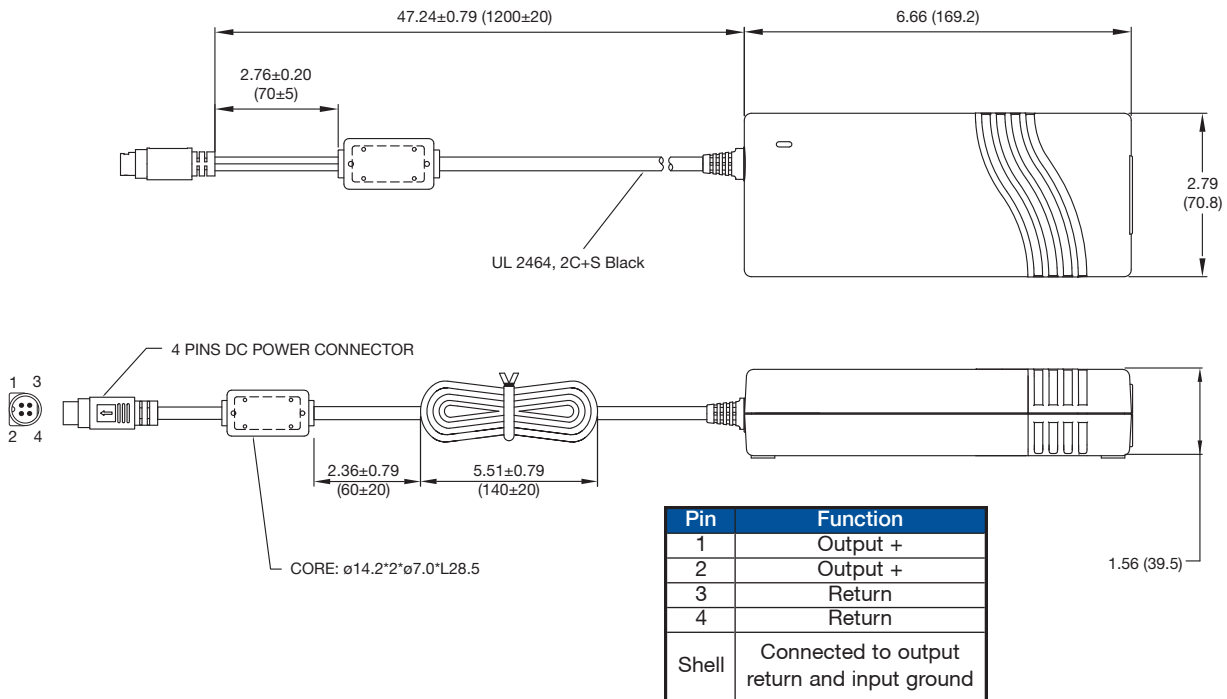 47.24±0.79 (1200±20)
6.66 (169.2)
2.76±0.20
(70±5)
2.79
(70.8)
UL 2464, 2C+S Black
4 PINS DC POWER CONNECTOR
1 3
2 4
2.36±0.79
(60±20)
5.51±0.79
(140±20)
CORE: ø14.2*2*ø7.0*L28.5
1.56 (39.5)
Pin Function
1 Output +
2 Output +
3 Return
4 Return
Shell Connected to output
return and input ground